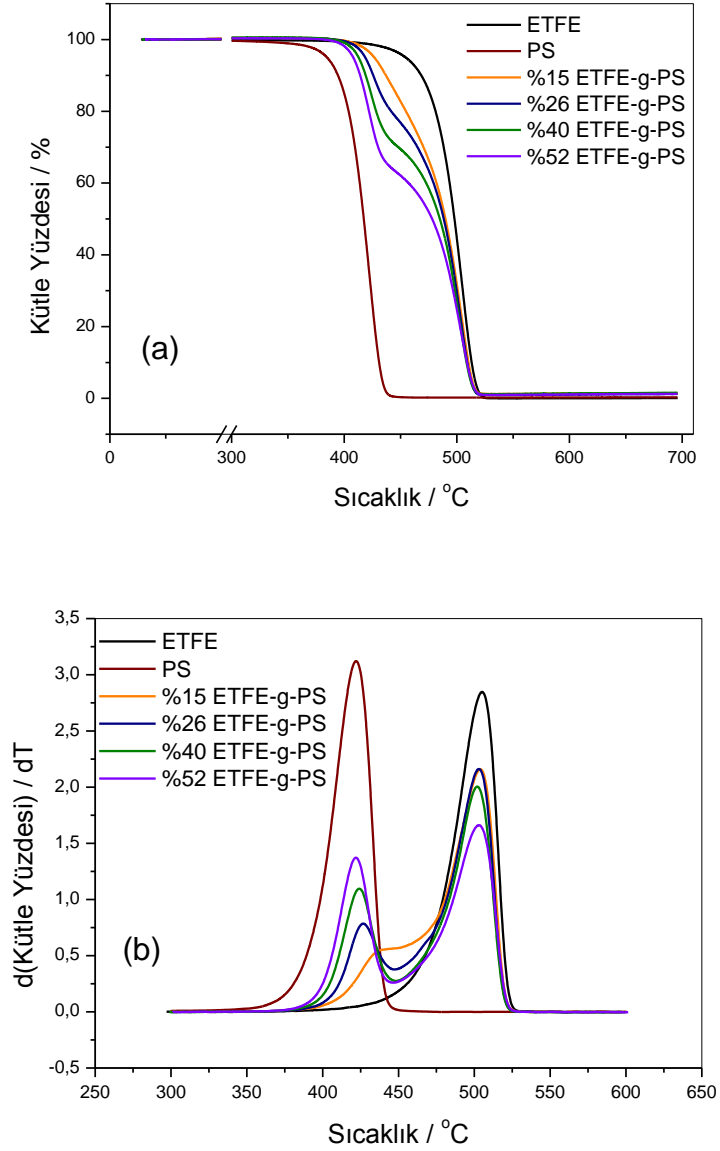 ETFE
PS
%15 ETFE-g-PS
%26 ETFE-g-PS
%40 ETFE-g-PS
%52 ETFE-g-PS
100
80
60
40
20
0
Kütle Yüzdesi / %
(a)
0 300 400 500 600 700
Sıcaklık / °C
3,5
3,0
2,5
2,0
1,5
1,0
0,5
0,0
-0,5
d(Kütle Yüzdesi) / dT
ETFE
PS
%15 ETFE-g-PS
%26 ETFE-g-PS
%40 ETFE-g-PS
%52 ETFE-g-PS
(b)
250 300 350 400 450 500 550 600 650
Sıcaklık / °C